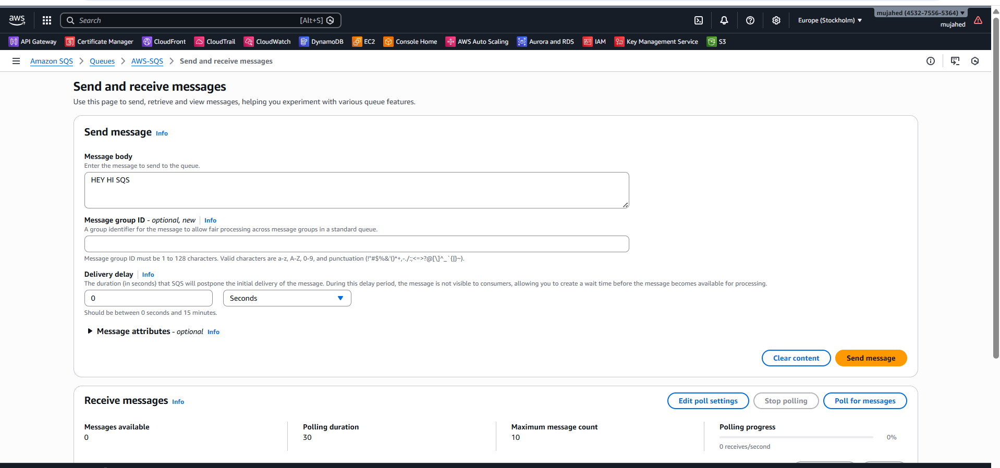 aws
Search [Alt+S]
Europe (Stockholm)
mujahed (4532-7556-5364)
mujahed
API Gateway Certificate Manager CloudFront CloudTrail CloudWatch DynamoDB EC2 Console Home AWS Auto Scaling Aurora and RDS IAM Key Management Service S3
Amazon SQS > Queues > AWS-SQS > Send and receive messages
Send and receive messages
Use this page to send, retrieve and view messages, helping you experiment with various queue features.
Send message Info
Message body
Enter the message to send to the queue.
HEY HI SQS
Message group ID - optional, new Info
A group identifier for the message to allow fair processing across message groups in a standard queue.
Message group ID must be 1 to 128 characters. Valid characters are a-z, A-Z, 0-9, and punctuation (!"#$%&'()*+,-./:;<=>?@[\]^_`{|}~).
Delivery delay Info
The duration (in seconds) that SQS will postpone the initial delivery of the message. During this delay period, the message is not visible to consumers, allowing you to create a wait time before the message becomes available for processing.
0 Seconds
Should be between 0 seconds and 15 minutes.
Message attributes - optional Info
Clear content Send message
Receive messages Info
Edit poll settings Stop polling Poll for messages
Messages available
0
Polling duration
30
Maximum message count
10
Polling progress
0%
0 receives/second